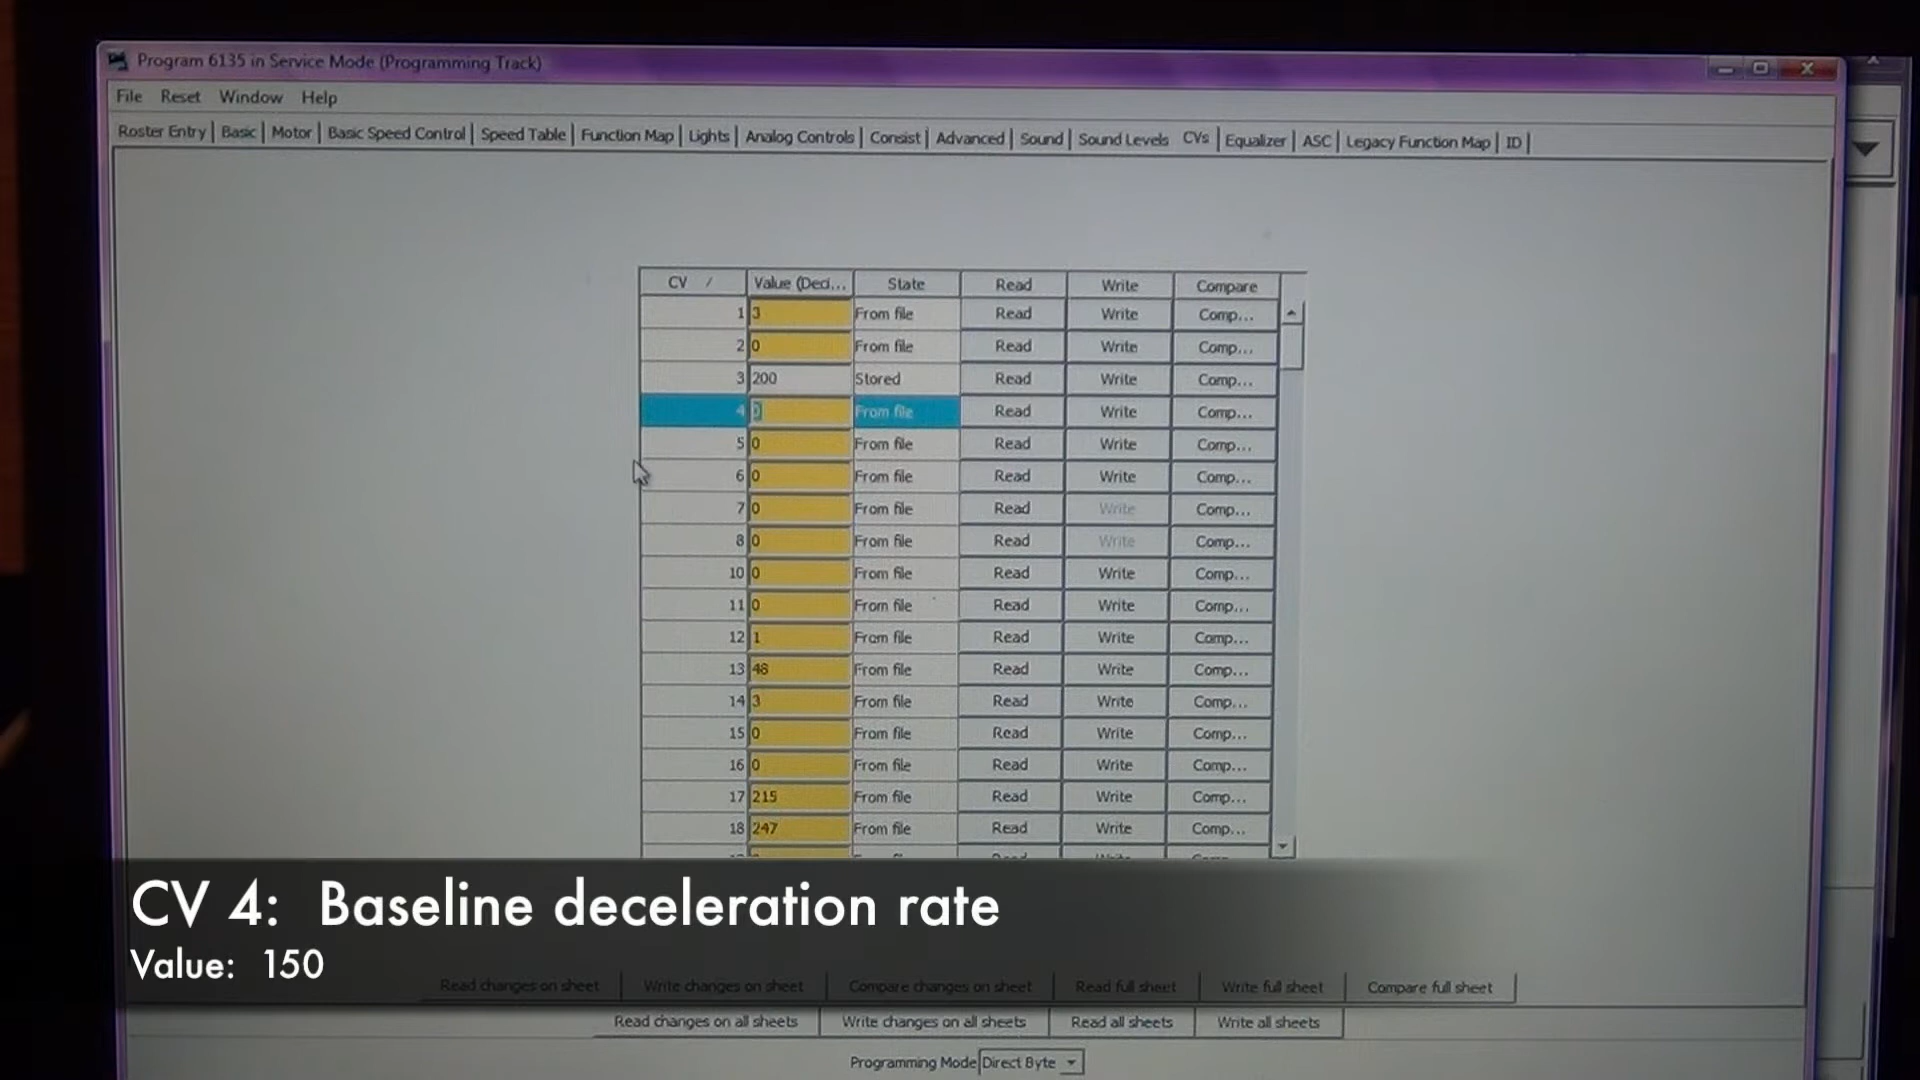 Program 6135 in Service Mode (Programming Track)
File Reset Window Help
Roster Entry Basic Motor Basic Speed Control Speed Table Function Map Lights Analog Controls Consist Advanced Sound Sound Levels CVs Equalizer ASC Legacy Function Map ID
CV / Value (Deci... State Read Write Compare
1 3 From file Read Write Comp...
2 0 From file Read Write Comp...
3 200 Stored Read Write Comp...
4 0 From file Read Write Comp...
5 0 From file Read Write Comp...
6 0 From file Read Write Comp...
7 0 From file Read Write Comp...
8 0 From file Read Write Comp...
10 0 From file Read Write Comp...
11 0 From file Read Write Comp...
12 1 From file Read Write Comp...
13 48 From file Read Write Comp...
14 3 From file Read Write Comp...
15 0 From file Read Write Comp...
16 0 From file Read Write Comp...
17 215 From file Read Write Comp...
18 247 From file Read Write Comp...
CV 4: Baseline deceleration rate
Value: 150
Read changes on sheet Write changes on sheet Compare changes on sheet Read full sheet Write full sheet Compare full sheet
Read changes on all sheets Write changes on all sheets Read all sheets Write all sheets
Programming Mode Direct Byte